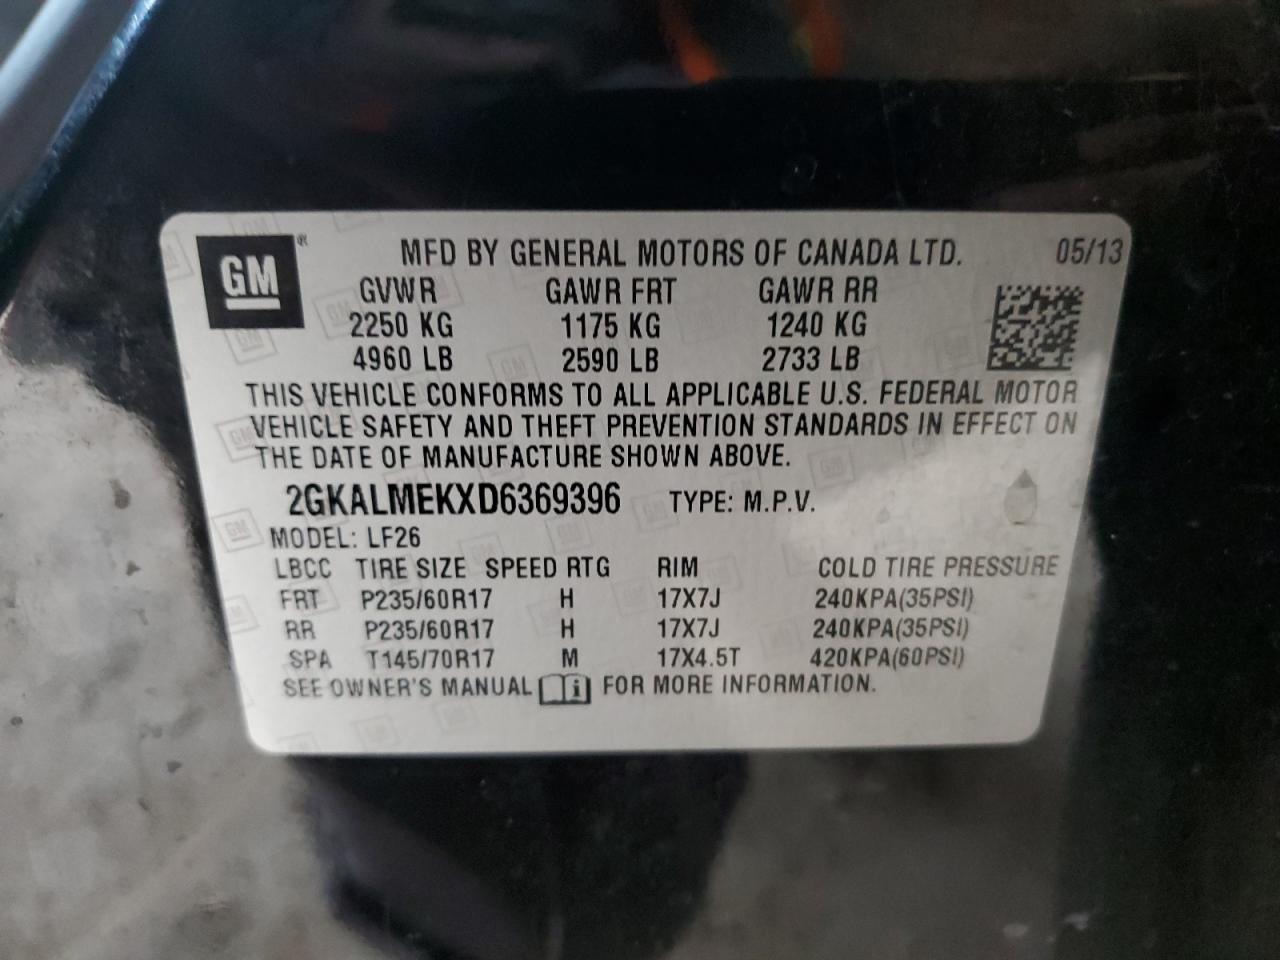 GM ® MFD BY GENERAL MOTORS OF CANADA LTD. 05/13
GVWR GAWR FRT GAWR RR
2250 KG 1175 KG 1240 KG
4960 LB 2590 LB 2733 LB
THIS VEHICLE CONFORMS TO ALL APPLICABLE U.S. FEDERAL MOTOR
VEHICLE SAFETY AND THEFT PREVENTION STANDARDS IN EFFECT ON
THE DATE OF MANUFACTURE SHOWN ABOVE.
2GKALMEKXD6369396 TYPE: M.P.V.
MODEL: LF26
LBCC TIRE SIZE SPEED RTG RIM COLD TIRE PRESSURE
FRT P235/60R17 H 17X7J 240KPA(35PSI)
RR P235/60R17 H 17X7J 240KPA(35PSI)
SPA T145/70R17 M 17X4.5T 420KPA(60PSI)
SEE OWNER'S MANUAL i FOR MORE INFORMATION.